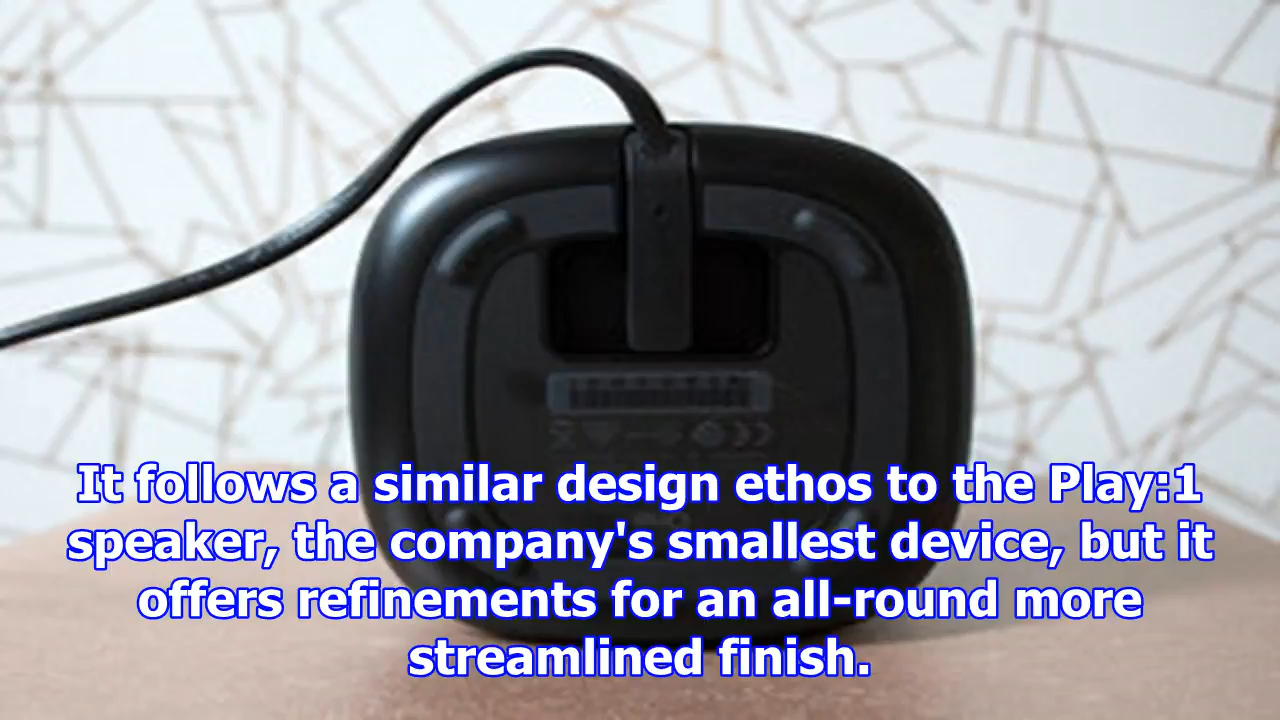 It follows a similar design ethos to the Play:1
speaker, the company's smallest device, but it
offers refinements for an all-round more
streamlined finish.